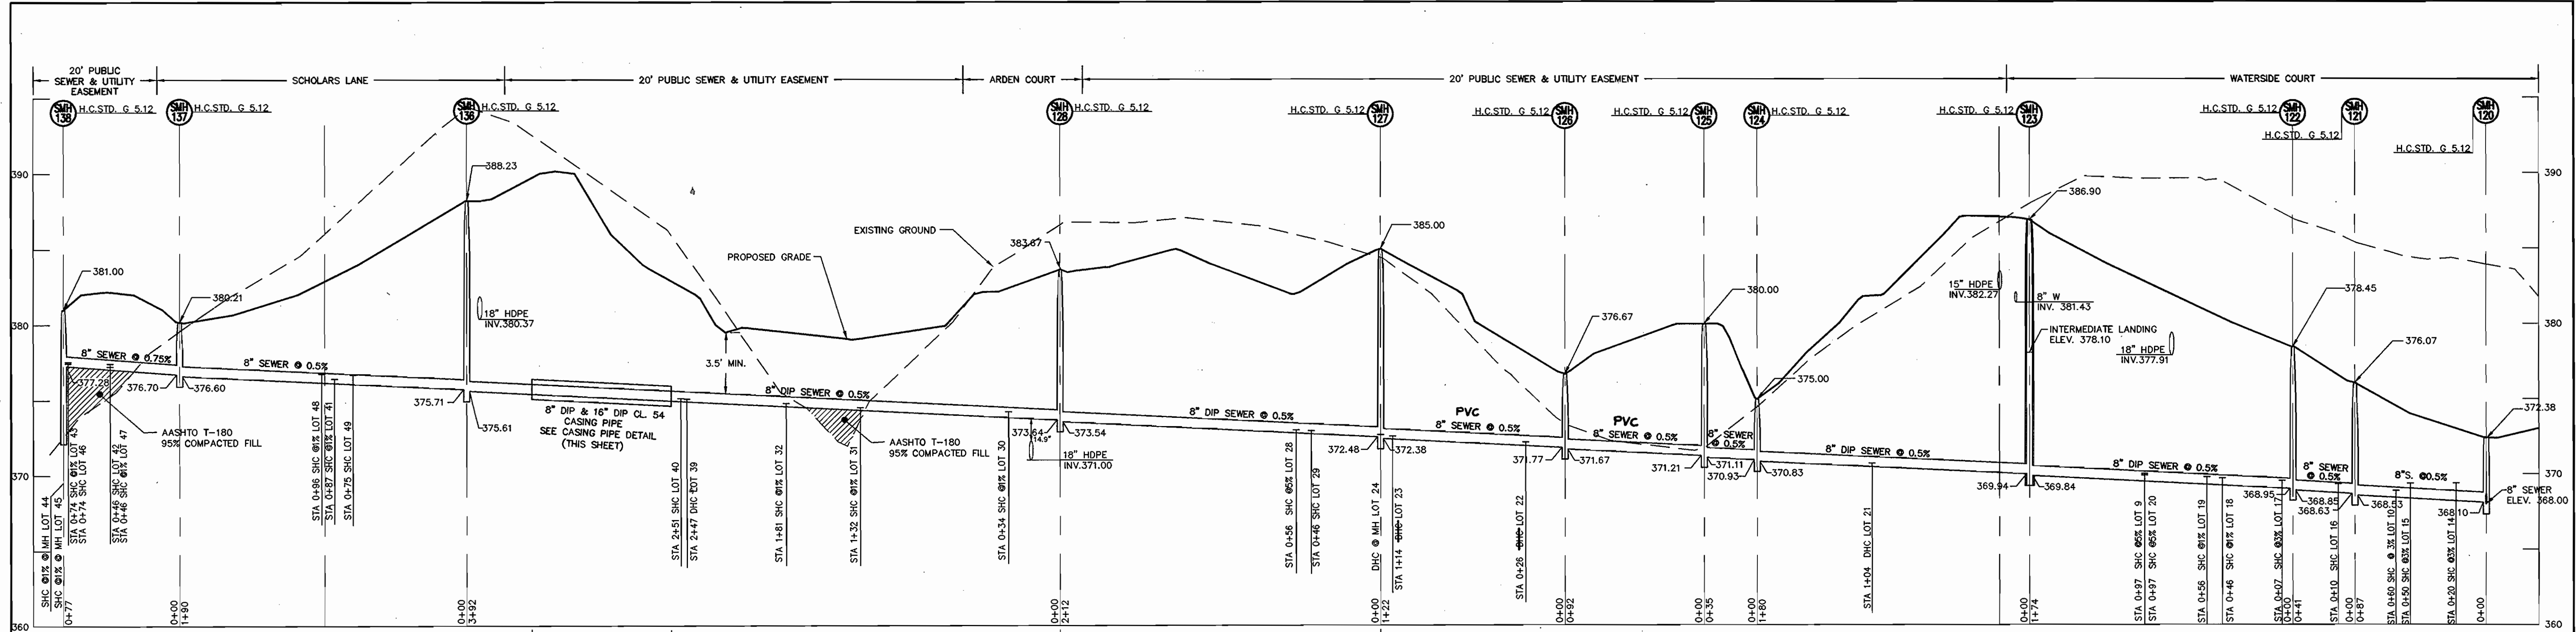 20' PUBLIC
SEWER & UTILITY
EASEMENT
SCHOLARS LANE
20' PUBLIC SEWER & UTILITY EASEMENT
ARDEN COURT
20' PUBLIC SEWER & UTILITY EASEMENT
WATERSIDE COURT
SMH
138
H.C.STD. G 5.12
SMH
137
H.C.STD. G 5.12
SMH
136
H.C.STD. G 5.12
SMH
128
H.C.STD. G 5.12
H.C.STD. G 5.12
SMH
127
H.C.STD. G 5.12
SMH
126
H.C.STD. G 5.12
SMH
125
SMH
124
H.C.STD. G 5.12
H.C.STD. G 5.12
SMH
123
H.C.STD. G 5.12
SMH
122
H.C.STD. G 5.12
SMH
121
H.C.STD. G 5.12
SMH
120
390
380
370
360
390
380
370
360
381.00
380.21
388.23
383.67
385.00
376.67
380.00
375.00
386.90
378.45
376.07
372.38
EXISTING GROUND
PROPOSED GRADE
18" HDPE
INV.380.37
3.5' MIN.
15" HDPE
INV.382.27
8" W
INV. 381.43
INTERMEDIATE LANDING
ELEV. 378.10
18" HDPE
INV.377.91
8" SEWER @ 0.75%
8" SEWER @ 0.5%
8" DIP SEWER @ 0.5%
8" DIP SEWER @ 0.5%
PVC
8" SEWER @ 0.5%
PVC
8" SEWER @ 0.5%
8" SEWER
@ 0.5%
8" DIP SEWER @ 0.5%
8" DIP SEWER @ 0.5%
8" SEWER
@ 0.5%
8"S. @0.5%
8" SEWER
ELEV. 368.00
377.28
376.70
376.60
375.71
375.61
373.64
373.54
372.48
372.38
371.77
371.67
371.21
371.11
370.93
370.83
369.94
369.84
368.95
368.85
368.63
368.53
368.10
AASHTO T-180
95% COMPACTED FILL
8" DIP & 16" DIP CL. 54
CASING PIPE
SEE CASING PIPE DETAIL
(THIS SHEET)
AASHTO T-180
95% COMPACTED FILL
14.9"
18" HDPE
INV.371.00
SHC @1% @ MH LOT 44
SHC @1% @ MH LOT 45
STA 0+74 SHC @1% LOT 43
STA 0+74 SHC LOT 46
STA 0+46 SHC LOT 42
STA 0+46 SHC @1% LOT 47
STA 0+96 SHC @1% LOT 48
STA 0+87 SHC @1% LOT 41
STA 0+75 SHC LOT 49
STA 2+51 SHC LOT 40
STA 2+47 DHC LOT 39
STA 1+81 SHC @1% LOT 32
STA 1+32 SHC @1% LOT 31
STA 0+34 SHC @1% LOT 30
STA 0+56 SHC @5% LOT 28
STA 0+46 SHC LOT 29
DHC @ MH LOT 24
STA 1+14 DHC LOT 23
STA 0+26 DHC LOT 22
STA 1+04 DHC LOT 21
STA 0+97 SHC @5% LOT 9
STA 0+97 SHC @5% LOT 20
STA 0+56 SHC @1% LOT 19
STA 0+46 SHC @1% LOT 18
STA 0+07 SHC @3% LOT 17
STA 0+10 SHC LOT 16
STA 0+60 SHC @ 3% LOT 10
STA 0+50 SHC @3% LOT 15
STA 0+20 SHC @3% LOT 14
0+77
0+00
1+90
0+00
3+92
0+00
2+12
0+00
1+22
0+00
0+92
0+00
0+35
0+00
1+80
0+00
1+74
0+00
0+41
0+00
0+87
0+00